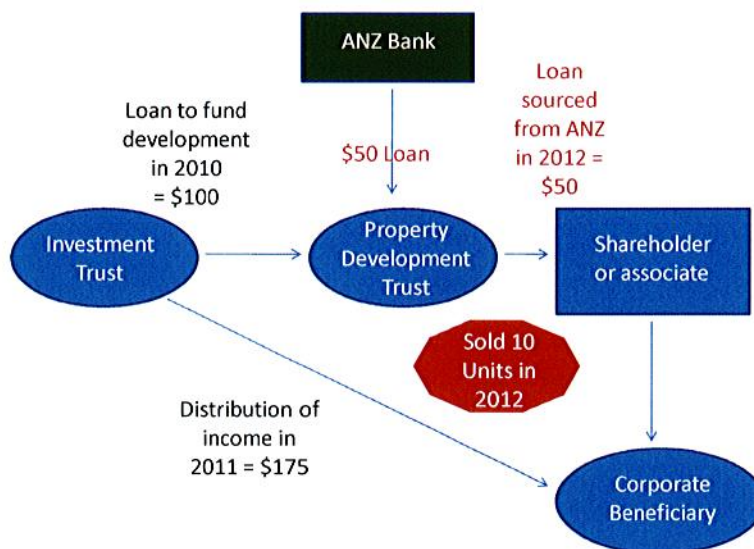 ANZ Bank
Loan to fund
development
in 2010
= $100
$50 Loan
Loan
sourced
from ANZ
in 2012 =
$50
Investment
Trust
Property
Development
Trust
Shareholder
or associate
Sold 10
Units in
2012
Distribution of
income in
2011 = $175
Corporate
Beneficiary